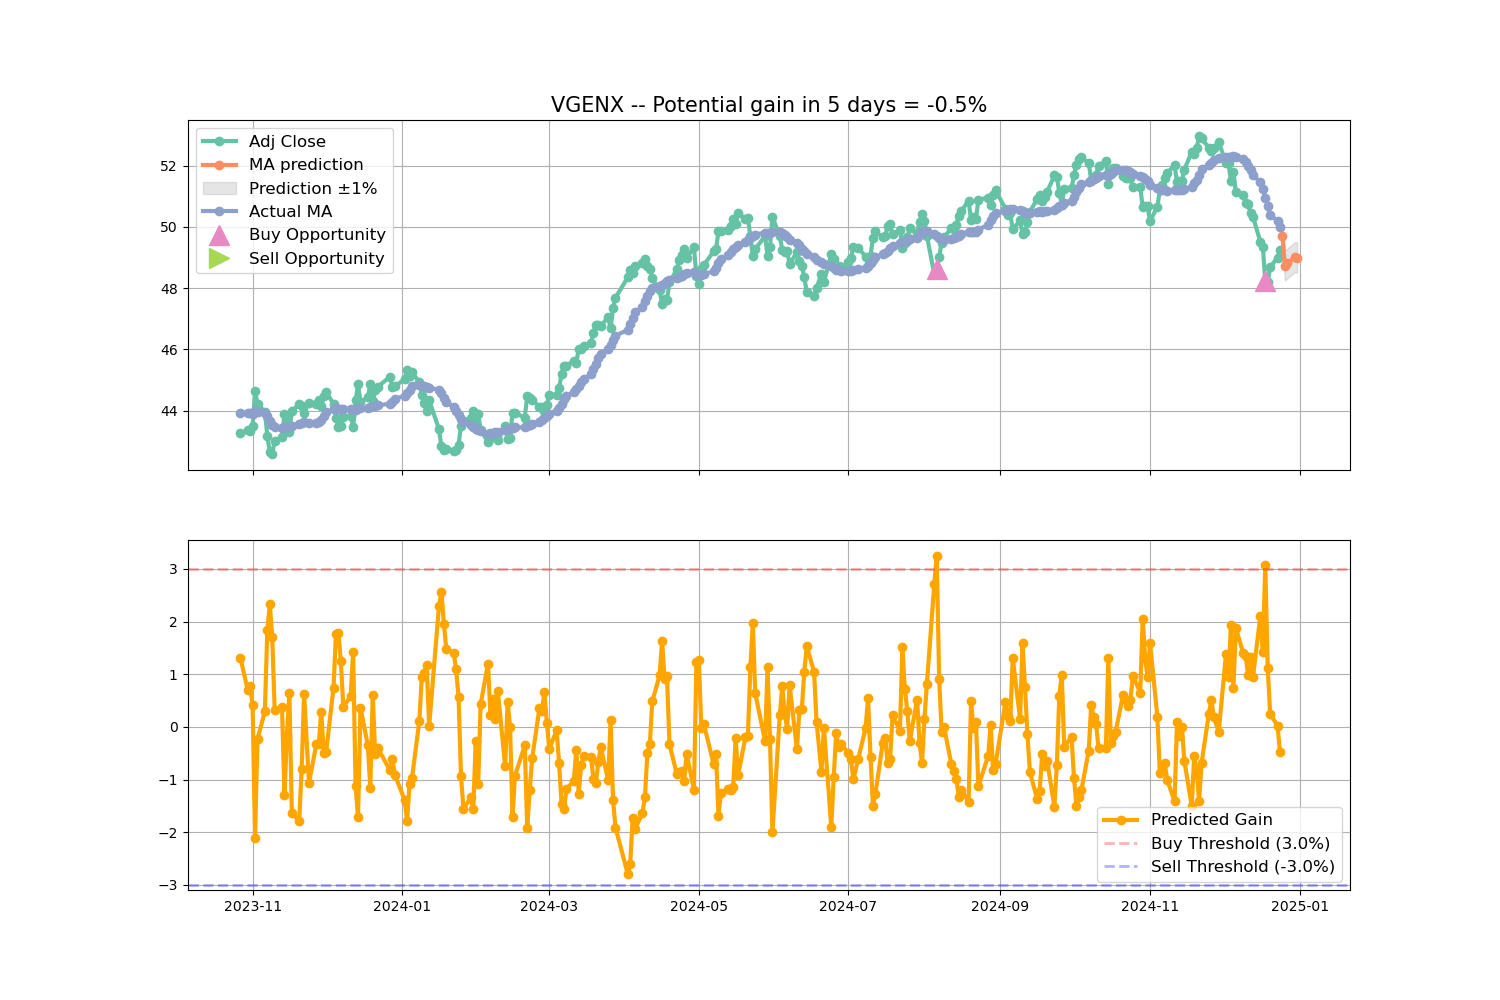 VGENX -- Potential gain in 5 days = -0.5%
Adj Close
MA prediction
Prediction ±1%
Actual MA
Buy Opportunity
Sell Opportunity
52
50
48
46
44
3
2
1
0
−1
−2
−3
Predicted Gain
Buy Threshold (3.0%)
Sell Threshold (-3.0%)
2023-11 2024-01 2024-03 2024-05 2024-07 2024-09 2024-11 2025-01